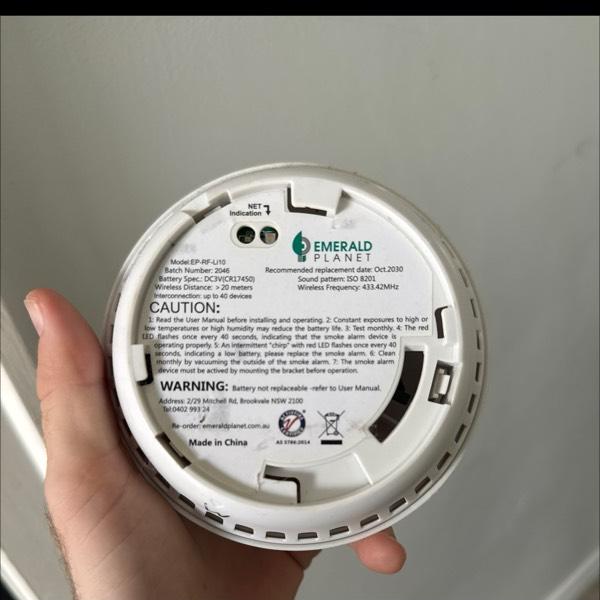 NET
Indication
EMERALD
PLANET
Model:EP-RF-Li10
Batch Number: 2046
Battery Spec.: DC3V(CR17450)
Wireless Distance: > 20 meters
Interconnection: up to 40 devices
Recommended replacement date: Oct.2030
Sound pattern: ISO 8201
Wireless Frequency: 433.42MHz
CAUTION:
1: Read the User Manual before installing and operating. 2: Constant exposures to high or
low temperatures or high humidity may reduce the battery life. 3: Test monthly. 4: The red
LED flashes once every 40 seconds, indicating that the smoke alarm device is
operating properly. 5: An intermittent "chirp" with red LED flashes once every 40
seconds, indicating a low battery, please replace the smoke alarm. 6: Clean
monthly by vacuuming the outside of the smoke alarm. 7: The smoke alarm
device must be actived by mounting the bracket before operation.
WARNING: Battery not replaceable -refer to User Manual.
Address: 2/29 Mitchell Rd, Brookvale NSW 2100
Tel:0402 993 24
Re-order: emeraldplanet.com.au
Made in China
AS 3786:2014